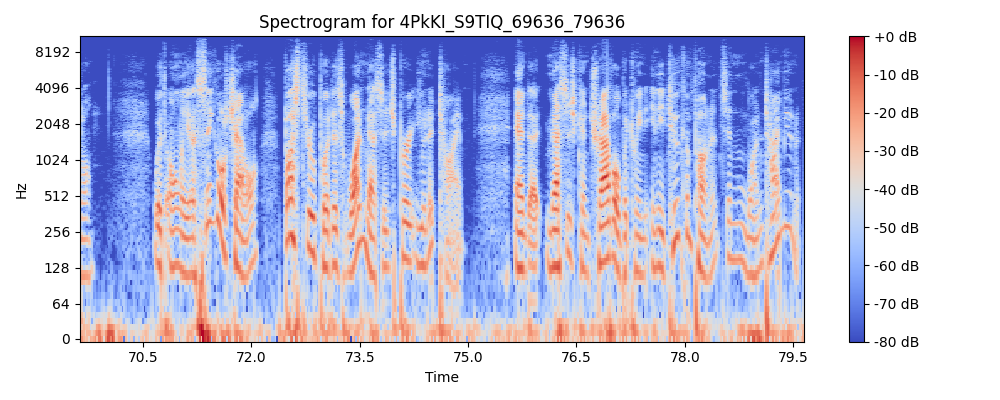 Spectrogram for 4PkKI_S9TIQ_69636_79636
Hz
8192
4096
2048
1024
512
256
128
64
0
70.5 72.0 73.5 75.0 76.5 78.0 79.5
Time
+0 dB
-10 dB
-20 dB
-30 dB
-40 dB
-50 dB
-60 dB
-70 dB
-80 dB